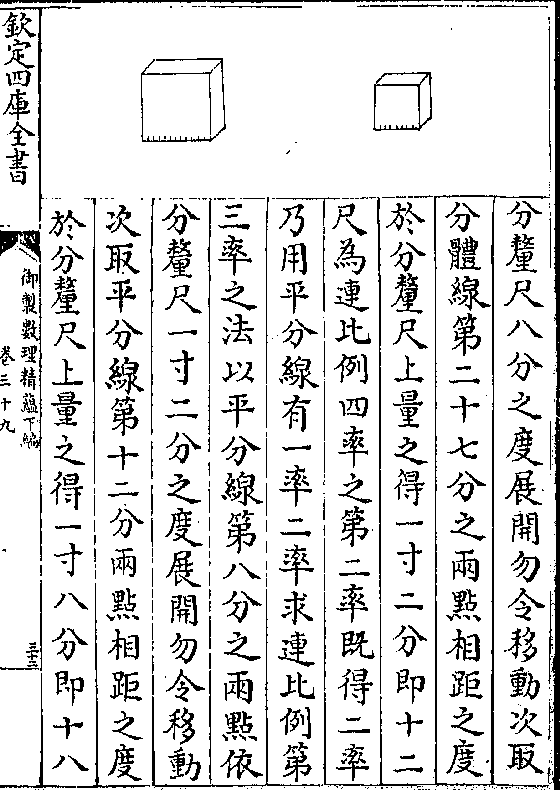 分釐尺八分之度展開勿令移動次取
分體線第二十七分之兩點相距之度
於分釐尺上量之得一寸二分即十二
尺為連比例四率之第二率既得二率
乃用平分線有一率二率求連比例第
三率之法以平分線第八分之兩點依
分釐尺一寸二分之度展開勿令移動
次取平分線第十二分兩點相距之度
於分釐尺上量之得一寸八分即十八
欽定四庫全書
御製數理精蘊下編
卷三十九
三十三